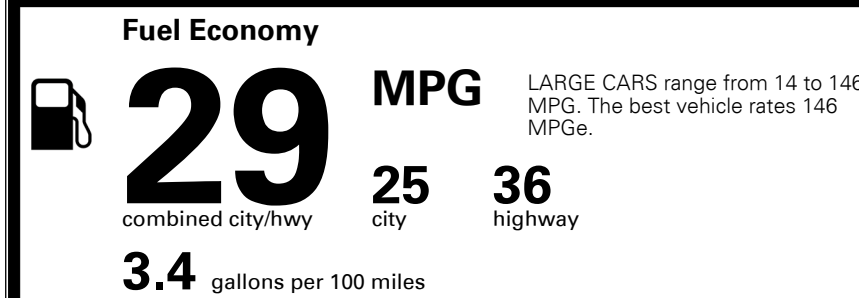 Fuel Economy
29 MPG
LARGE CARS range from 14 to 146
MPG. The best vehicle rates 146
MPGe.
25 36
combined city/hwy city highway
3.4 gallons per 100 miles